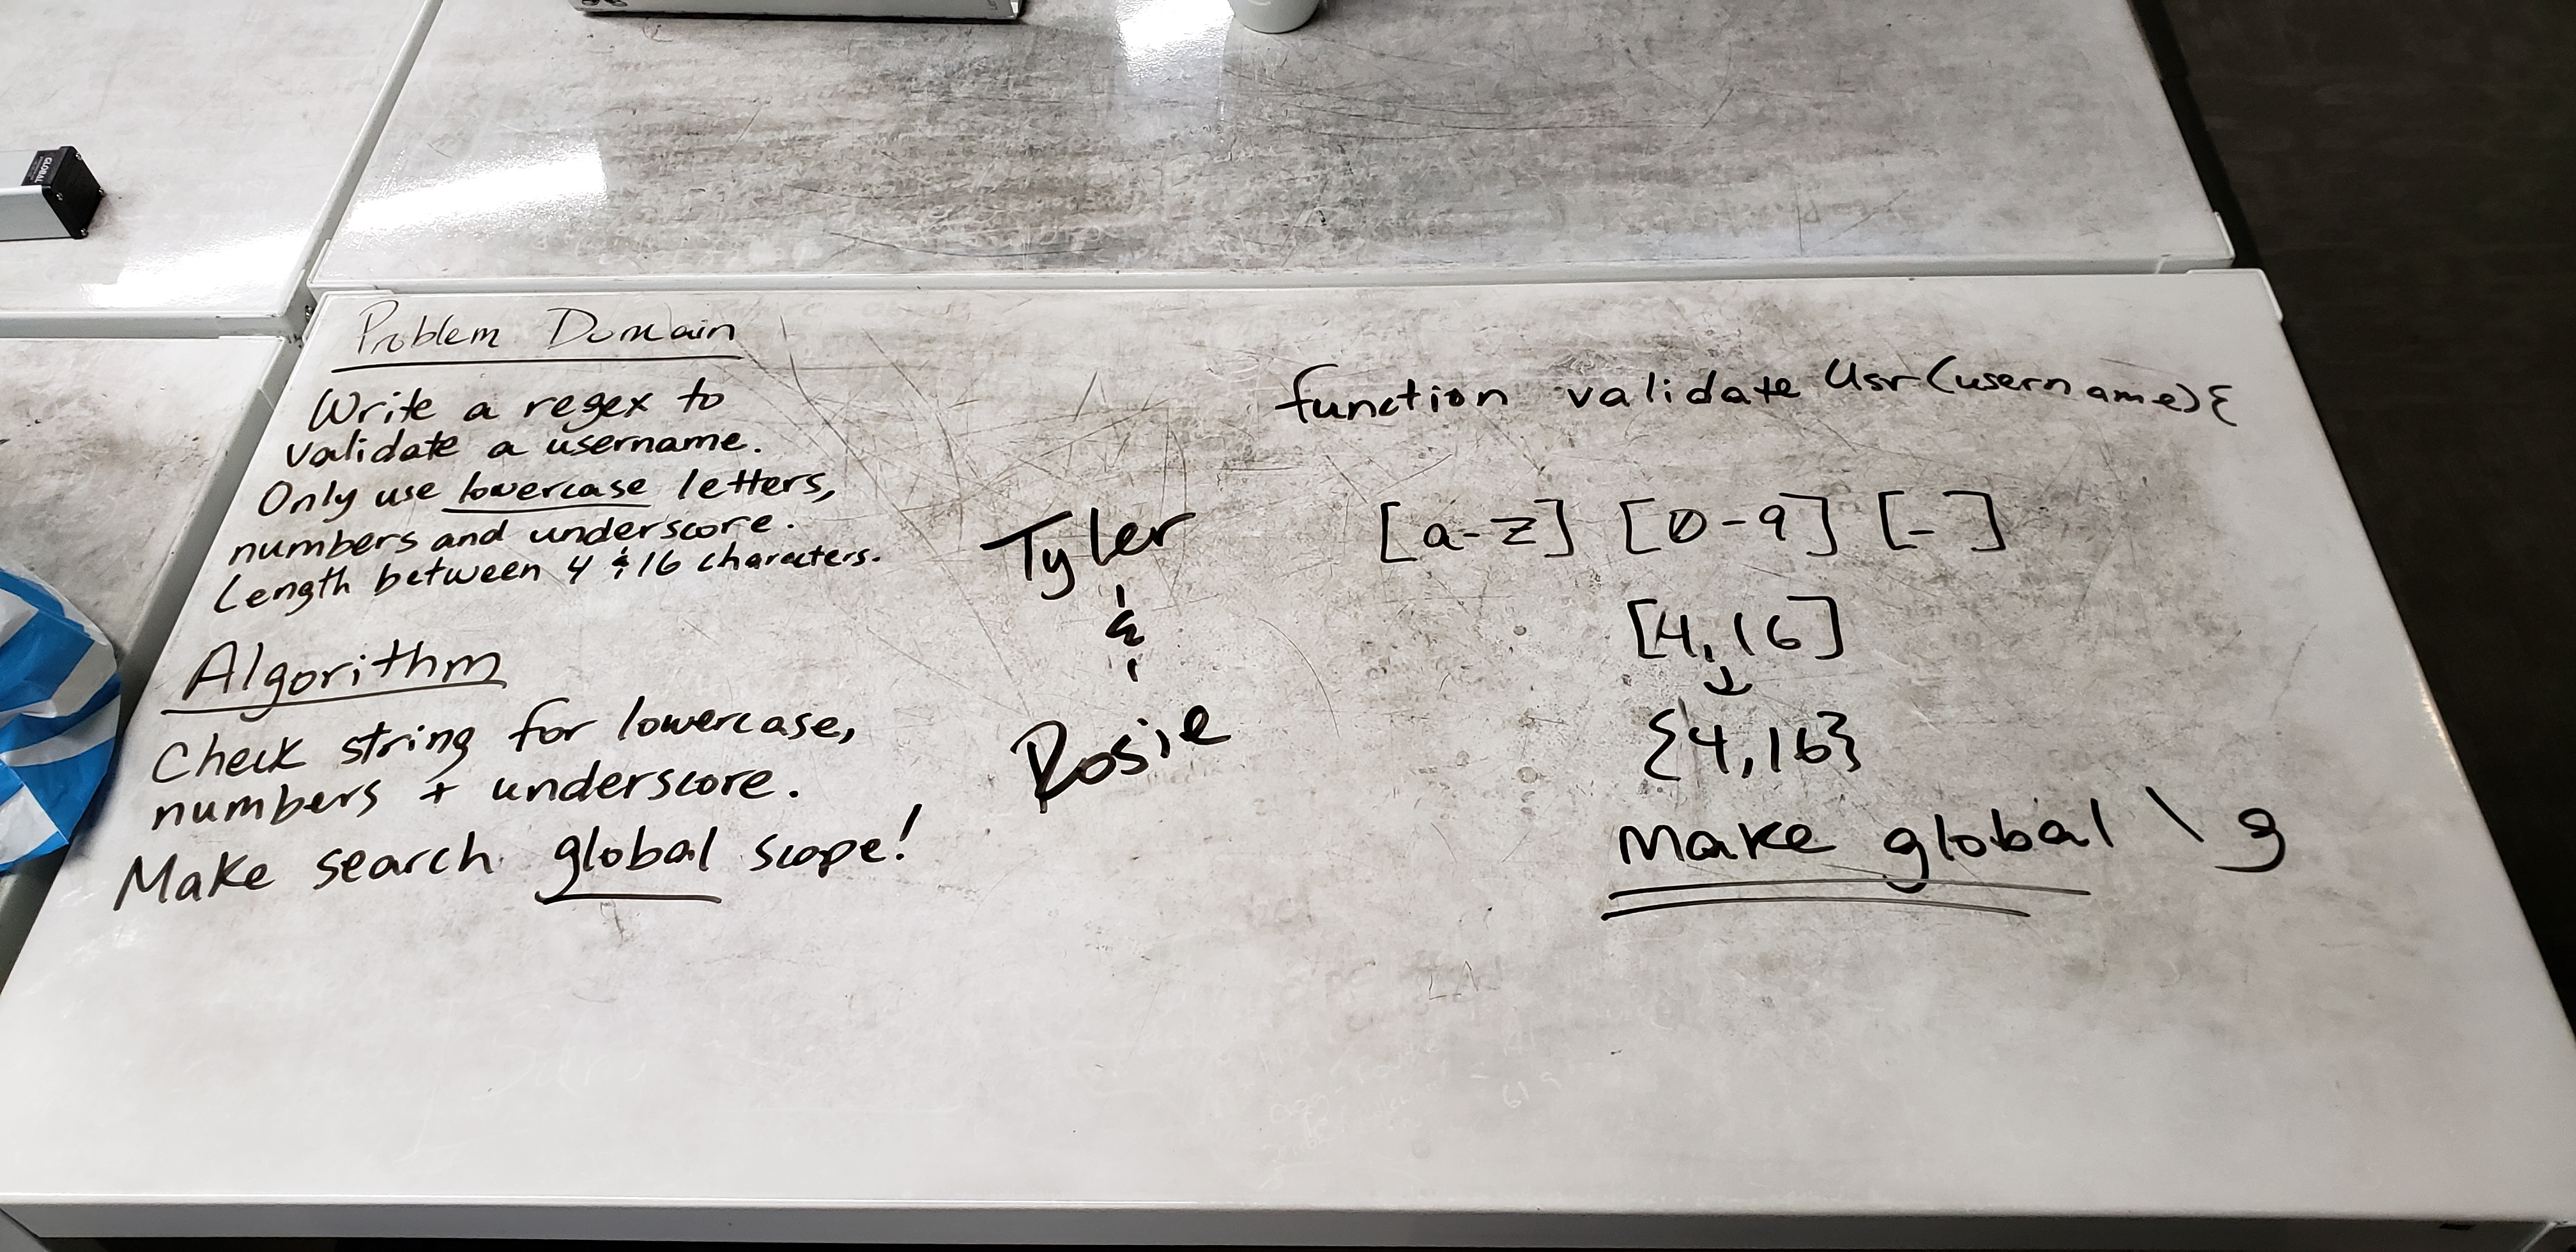 GLOBAL
Problem Domain
Write a regex to
validate a username.
Only use lowercase letters,
numbers and underscore.
Length between 4 & 16 characters.
Algorithm
Check string for lowercase,
numbers + underscore.
Make search global scope!
Tyler
&
Rosie
function validateUsr(username){
[a-z] [0-9] [_]
[4,16]
↓
{4,16}
Make global \g